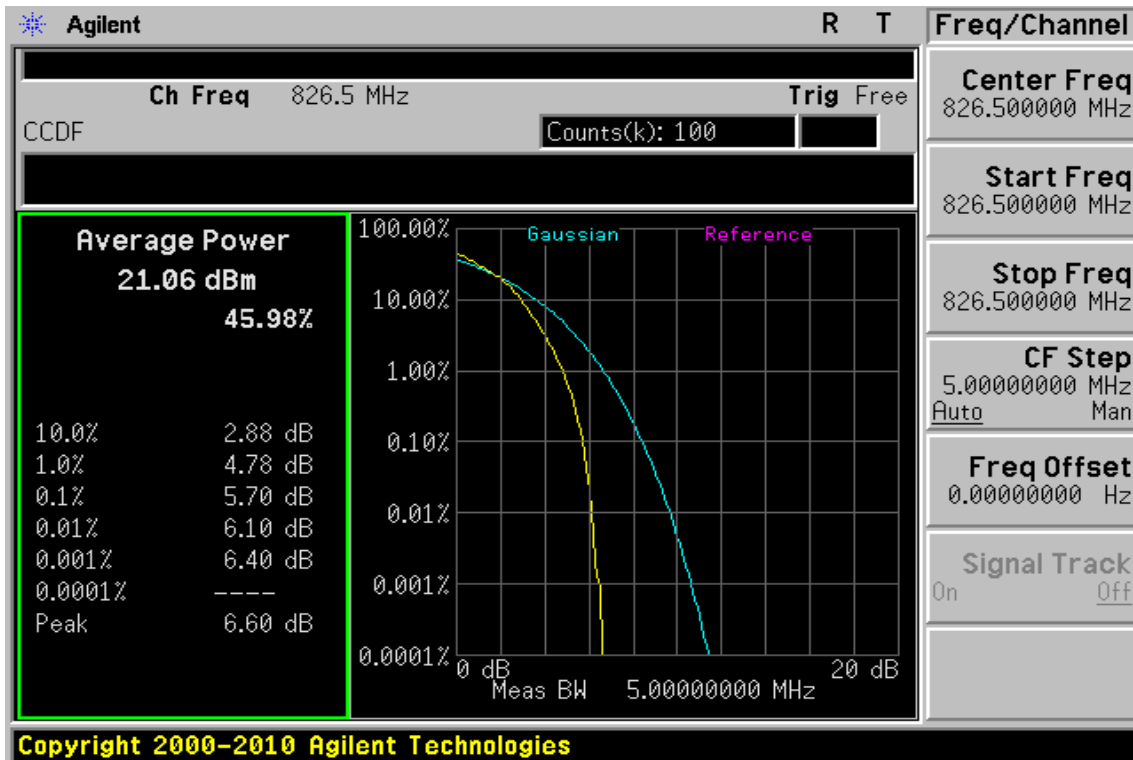 Agilent
R T
Ch Freq 826.5 MHz
Trig Free
CCDF
Counts(k): 100
Average Power
21.06 dBm
45.98%
10.0% 2.88 dB
1.0% 4.78 dB
0.1% 5.70 dB
0.01% 6.10 dB
0.001% 6.40 dB
0.0001% ----
Peak 6.60 dB
Gaussian
Reference
100.00%
10.00%
1.00%
0.10%
0.01%
0.001%
0.0001%
0 dB
20 dB
Meas BW 5.00000000 MHz
Freq/Channel
Center Freq
826.500000 MHz
Start Freq
826.500000 MHz
Stop Freq
826.500000 MHz
CF Step
5.00000000 MHz
Auto Man
Freq Offset
0.00000000 Hz
Signal Track
On Off
Copyright 2000-2010 Agilent Technologies